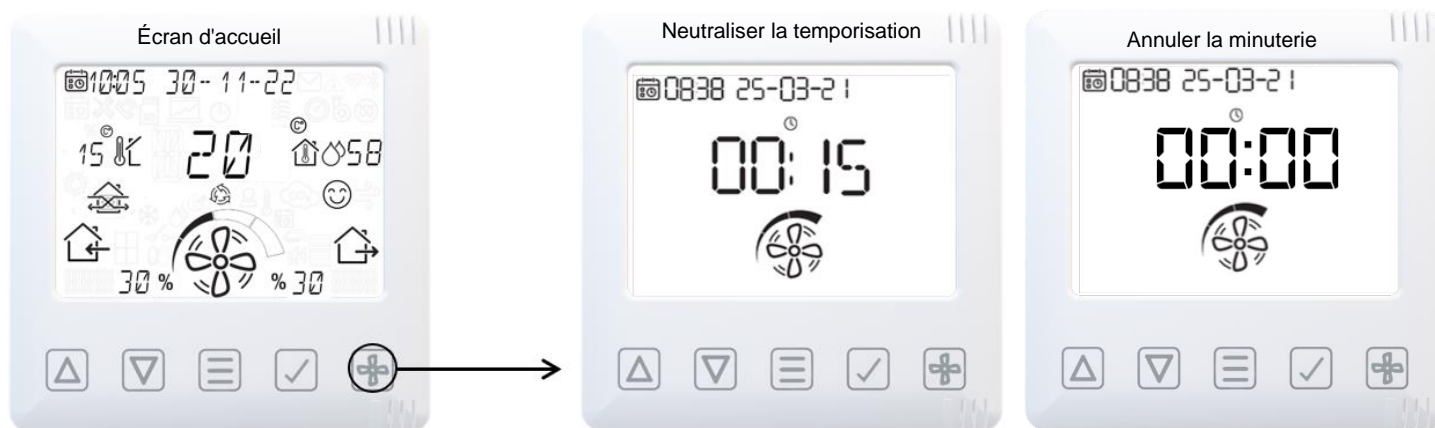 Écran d'accueil
10:05 30-11-22
15 C° 20 C° 58
30 % % 30
Neutraliser la temporisation
0838 25-03-21
00:15
Annuler la minuterie
0838 25-03-21
00:00